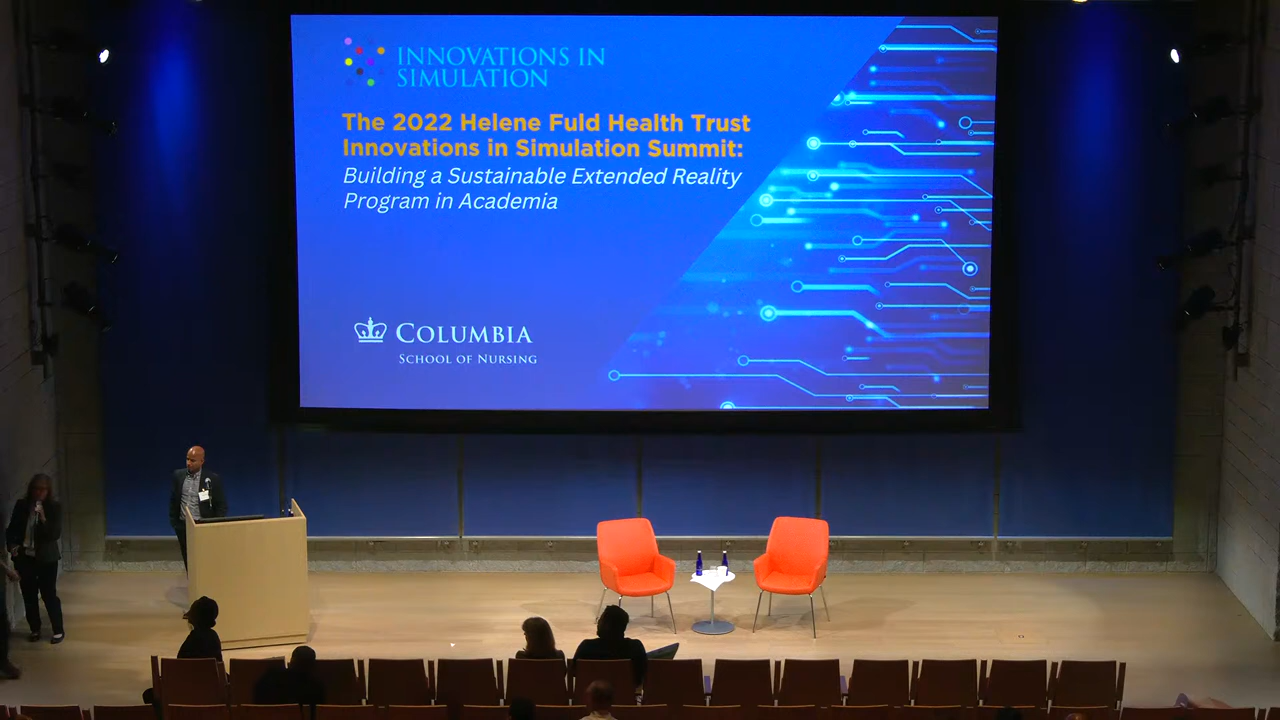 INNOVATIONS IN
SIMULATION
The 2022 Helene Fuld Health Trust
Innovations in Simulation Summit:
Building a Sustainable Extended Reality
Program in Academia
COLUMBIA
SCHOOL OF NURSING